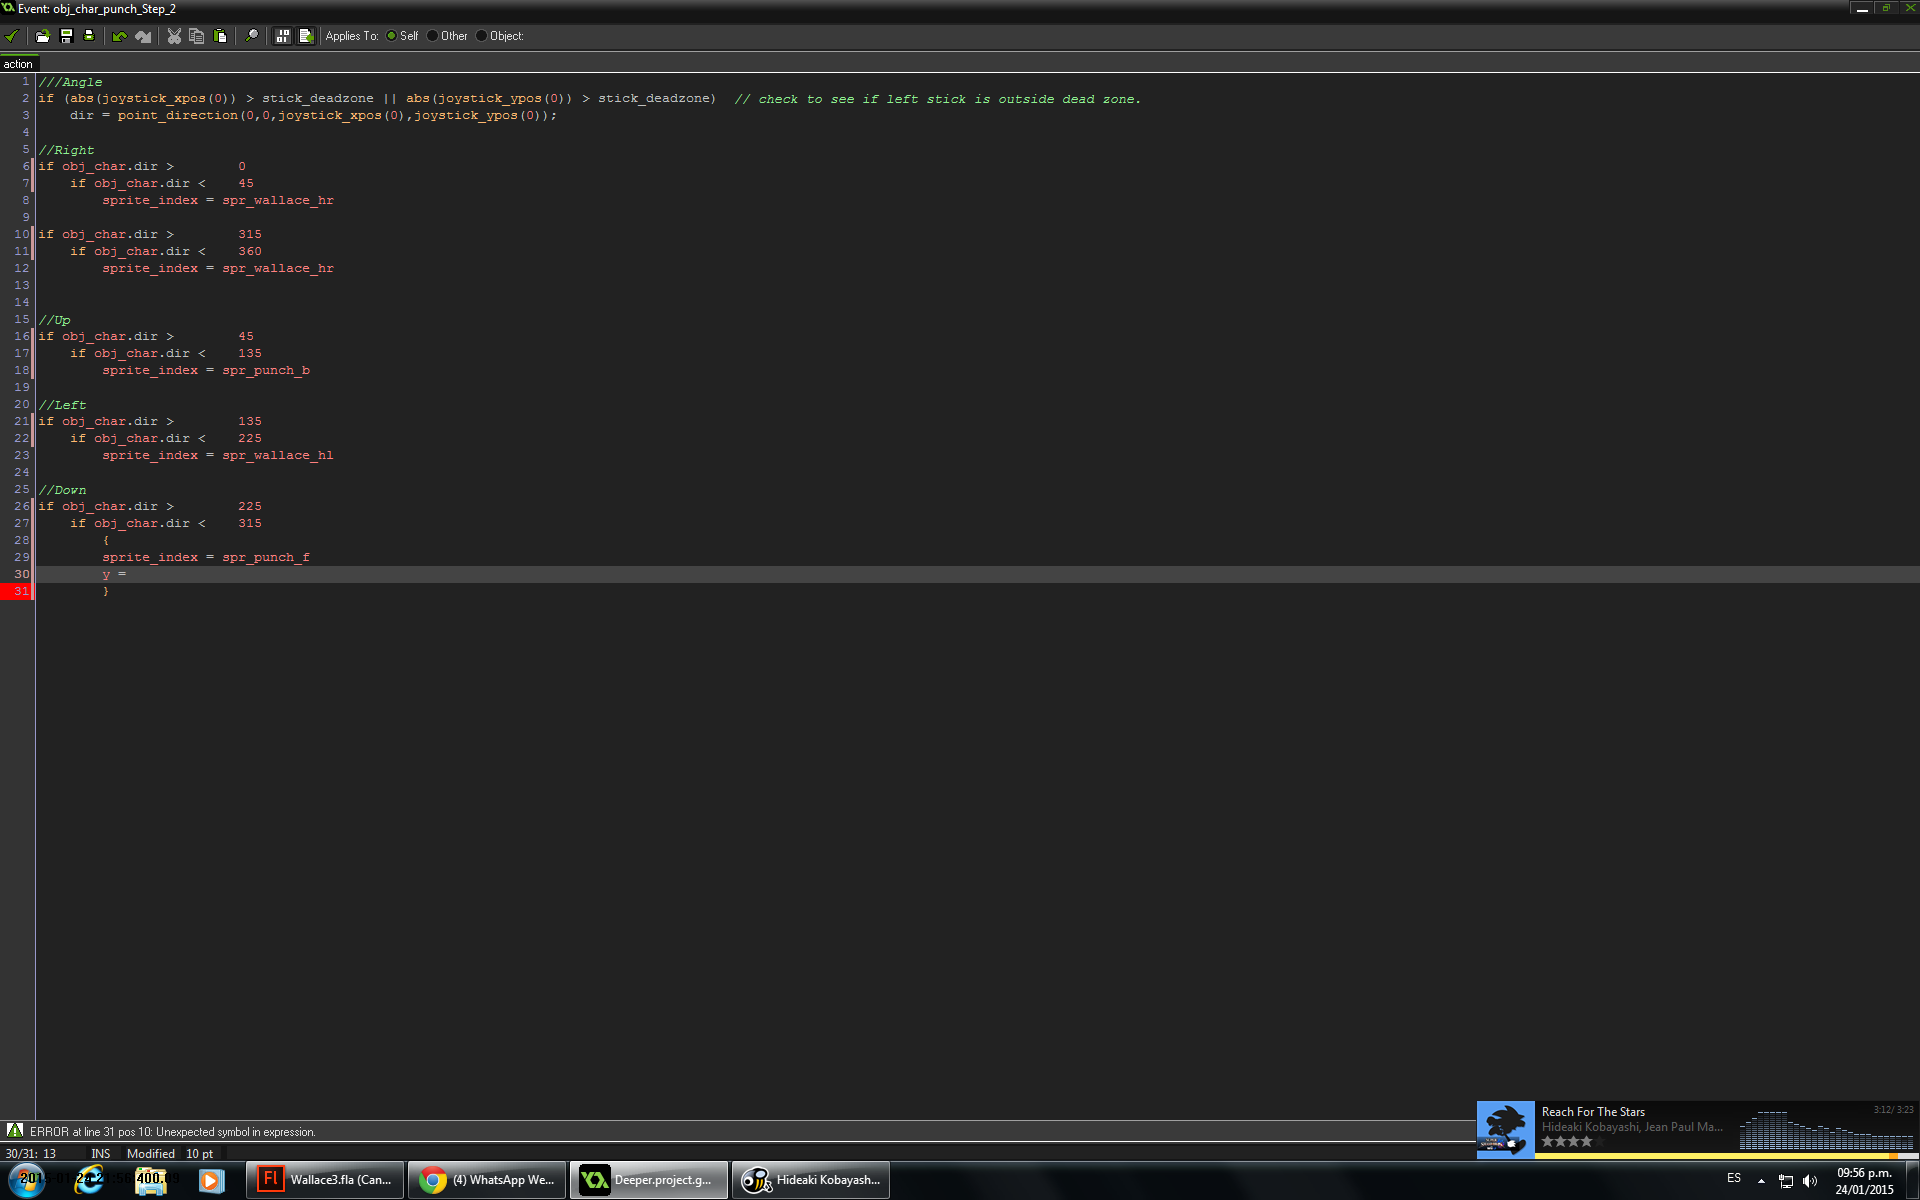 Event: obj_char_punch_Step_2
Applies To: Self Other Object:
action
1 ///Angle
2 if (abs(joystick_xpos(0)) > stick_deadzone || abs(joystick_ypos(0)) > stick_deadzone) // check to see if left stick is outside dead zone.
3 dir = point_direction(0,0,joystick_xpos(0),joystick_ypos(0));
4
5 //Right
6 if obj_char.dir > 0
7 if obj_char.dir < 45
8 sprite_index = spr_wallace_hr
9
10 if obj_char.dir > 315
11 if obj_char.dir < 360
12 sprite_index = spr_wallace_hr
13
14
15 //Up
16 if obj_char.dir > 45
17 if obj_char.dir < 135
18 sprite_index = spr_punch_b
19
20 //Left
21 if obj_char.dir > 135
22 if obj_char.dir < 225
23 sprite_index = spr_wallace_hl
24
25 //Down
26 if obj_char.dir > 225
27 if obj_char.dir < 315
28 {
29 sprite_index = spr_punch_f
30 y =
31 }
ERROR at line 31 pos 10: Unexpected symbol in expression.
30/31: 13 INS Modified 10 pt
Reach For The Stars
3:12/ 3:23
Hideaki Kobayashi, Jean Paul Ma...
Wallace3.fla (Can...
(4) WhatsApp We...
Deeper.project.g...
Hideaki Kobayash...
ES
09:56 p.m.
24/01/2015